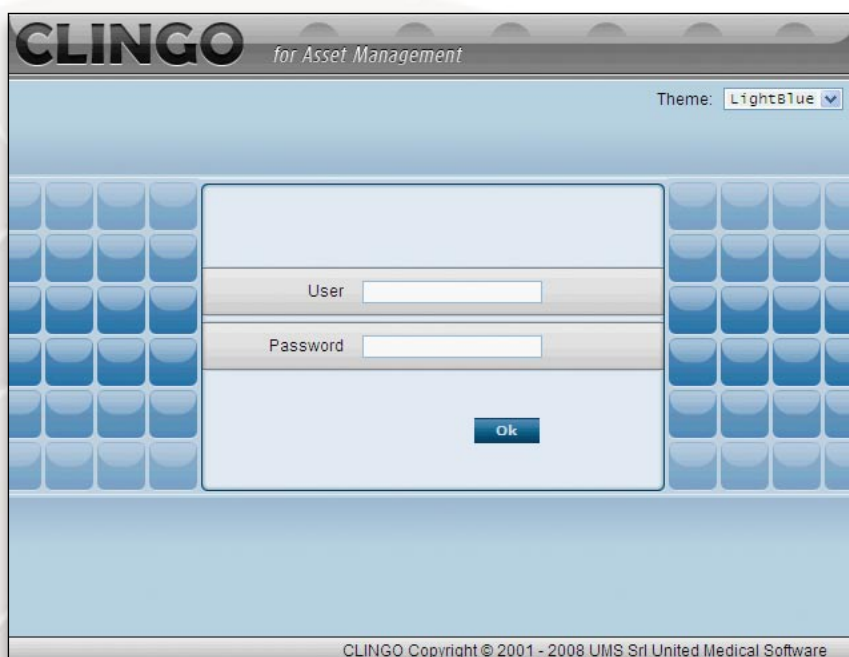 CLINGO for Asset Management
Theme: LightBlue
User
Password
Ok
CLINGO Copyright © 2001 - 2008 UMS Srl United Medical Software